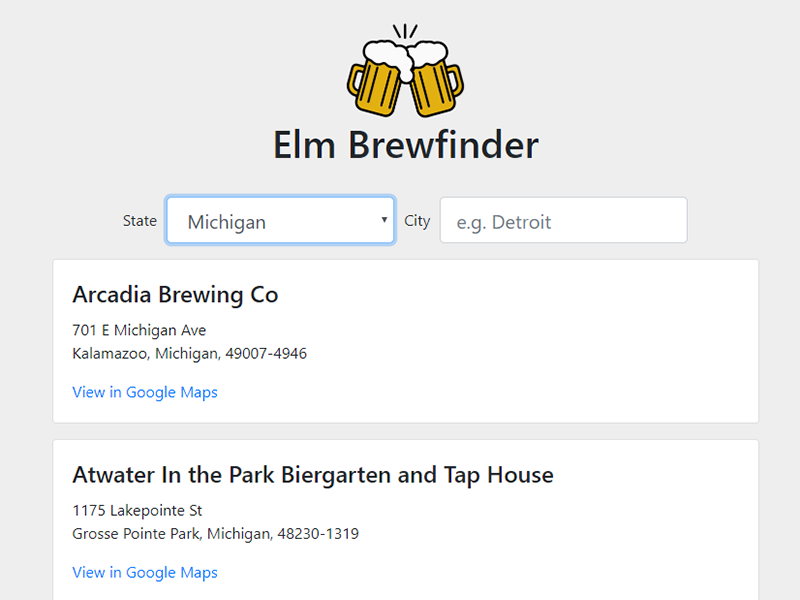 Elm Brewfinder
State Michigan City e.g. Detroit
Arcadia Brewing Co
701 E Michigan Ave
Kalamazoo, Michigan, 49007-4946
View in Google Maps
Atwater In the Park Biergarten and Tap House
1175 Lakepointe St
Grosse Pointe Park, Michigan, 48230-1319
View in Google Maps